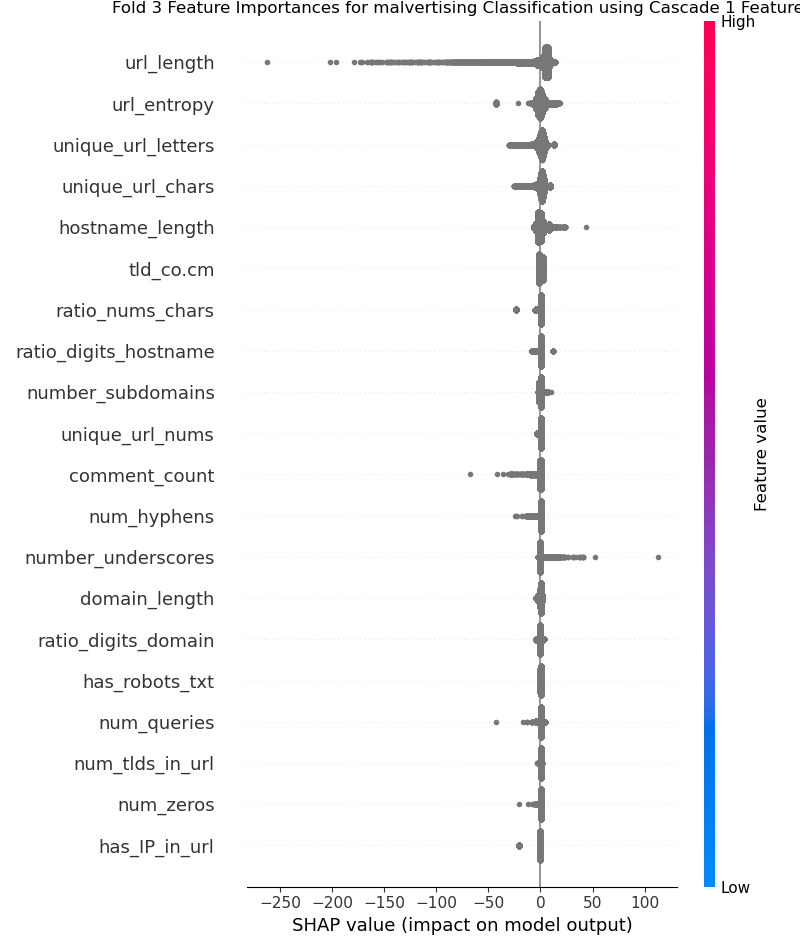 Fold 3 Feature Importances for malvertising Classification using Cascade 1 Feature
High
url_length
url_entropy
unique_url_letters
unique_url_chars
hostname_length
tld_co.cm
ratio_nums_chars
ratio_digits_hostname
number_subdomains
unique_url_nums
comment_count
num_hyphens
number_underscores
domain_length
ratio_digits_domain
has_robots_txt
num_queries
num_tlds_in_url
num_zeros
has_IP_in_url
Feature value
Low
−250 −200 −150 −100 −50 0 50 100
SHAP value (impact on model output)